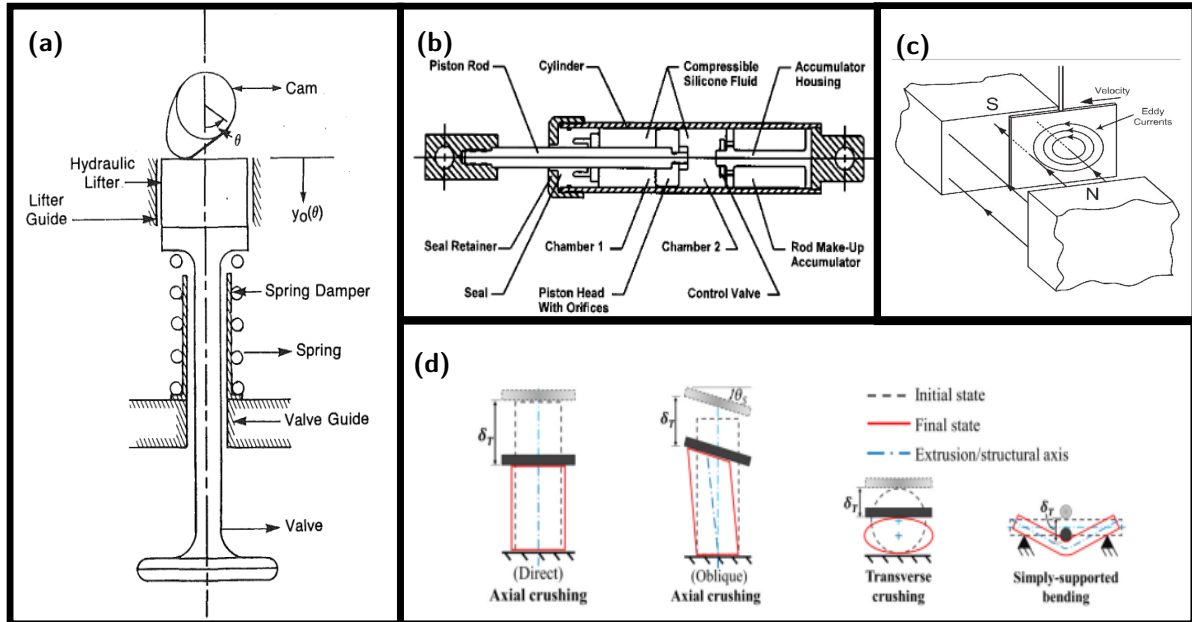 (a)
Cam
θ
Hydraulic
Lifter
Lifter
Guide
y₀(θ)
Spring Damper
Spring
Valve Guide
Valve
(b)
Piston Rod
Cylinder
Compressible
Silicone Fluid
Accumulator
Housing
Seal Retainer
Chamber 1
Chamber 2
Rod Make-Up
Accumulator
Seal
Piston Head
With Orifices
Control Valve
(c)
S
Velocity
Eddy
Currents
N
(d)
δT
(Direct)
Axial crushing
θS
δT
(Oblique)
Axial crushing
Initial state
Final state
Extrusion/structural axis
δT
Transverse
crushing
δT
Simply-supported
bending